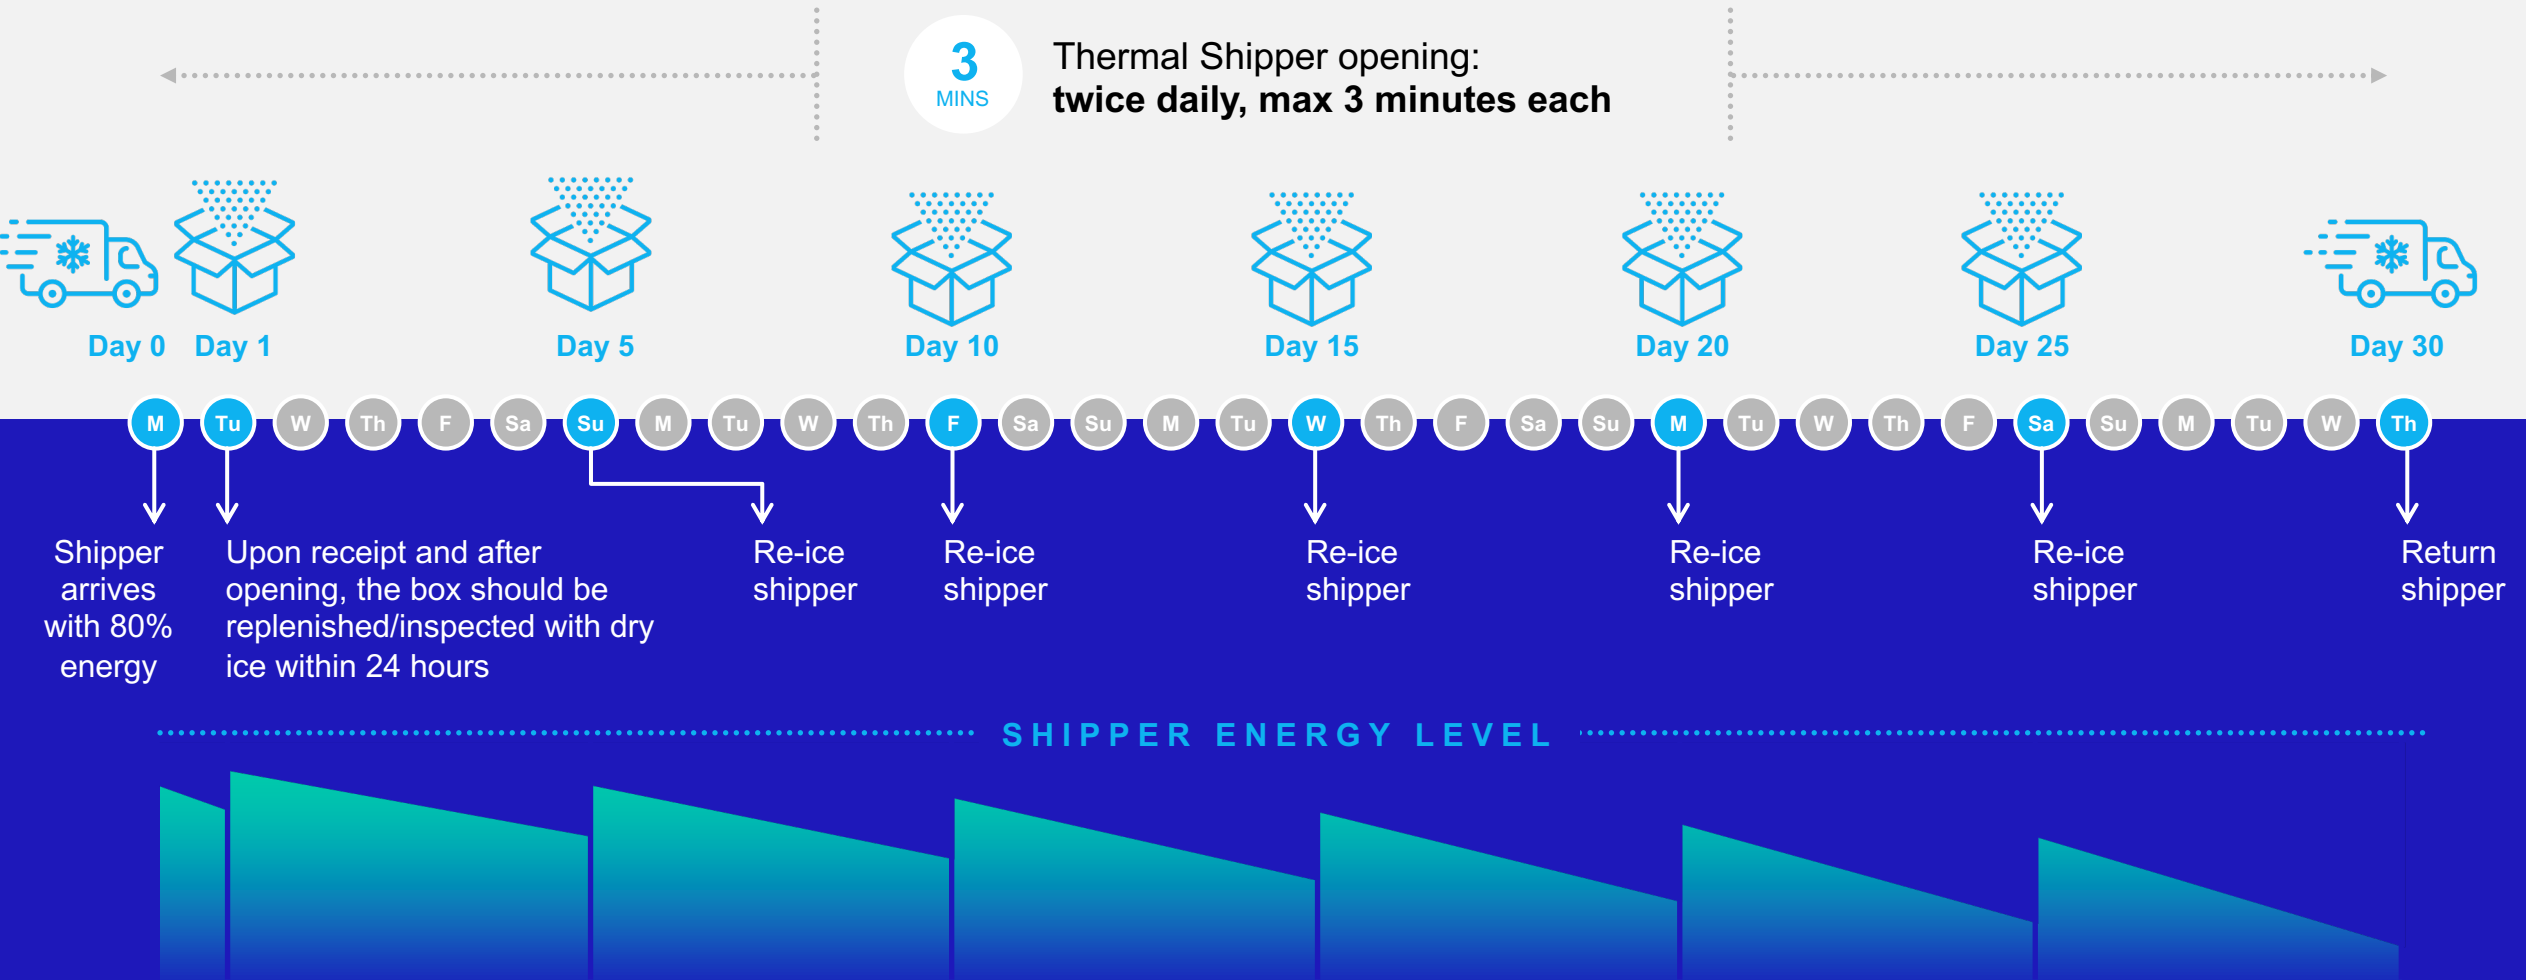 3
MINS
Thermal Shipper opening:
twice daily, max 3 minutes each
Day 0 Day 1 Day 5 Day 10 Day 15 Day 20 Day 25 Day 30
M Tu W Th F Sa Su M Tu W Th F Sa Su M Tu W Th F Sa Su M Tu W Th F Sa Su M Tu W Th
Shipper
arrives
with 80%
energy
Upon receipt and after
opening, the box should be
replenished/inspected with dry
ice within 24 hours
Re-ice
shipper
Re-ice
shipper
Re-ice
shipper
Re-ice
shipper
Re-ice
shipper
Return
shipper
SHIPPER ENERGY LEVEL